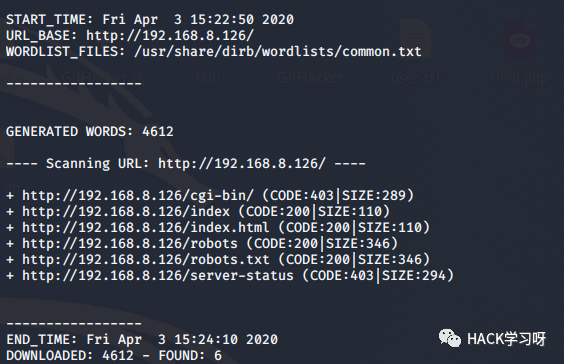 START_TIME: Fri Apr  3 15:22:50 2020
URL_BASE: http://192.168.8.126/
WORDLIST_FILES: /usr/share/dirb/wordlists/common.txt
-----------------
GENERATED WORDS: 4612
---- Scanning URL: http://192.168.8.126/ ----
+ http://192.168.8.126/cgi-bin/ (CODE:403|SIZE:289)
+ http://192.168.8.126/index (CODE:200|SIZE:110)
+ http://192.168.8.126/index.html (CODE:200|SIZE:110)
+ http://192.168.8.126/robots (CODE:200|SIZE:346)
+ http://192.168.8.126/robots.txt (CODE:200|SIZE:346)
+ http://192.168.8.126/server-status (CODE:403|SIZE:294)
-----------------
END_TIME: Fri Apr  3 15:24:10 2020
DOWNLOADED: 4612 - FOUND: 6
GitHacker
user.txt
shell.php
HACK学习呀